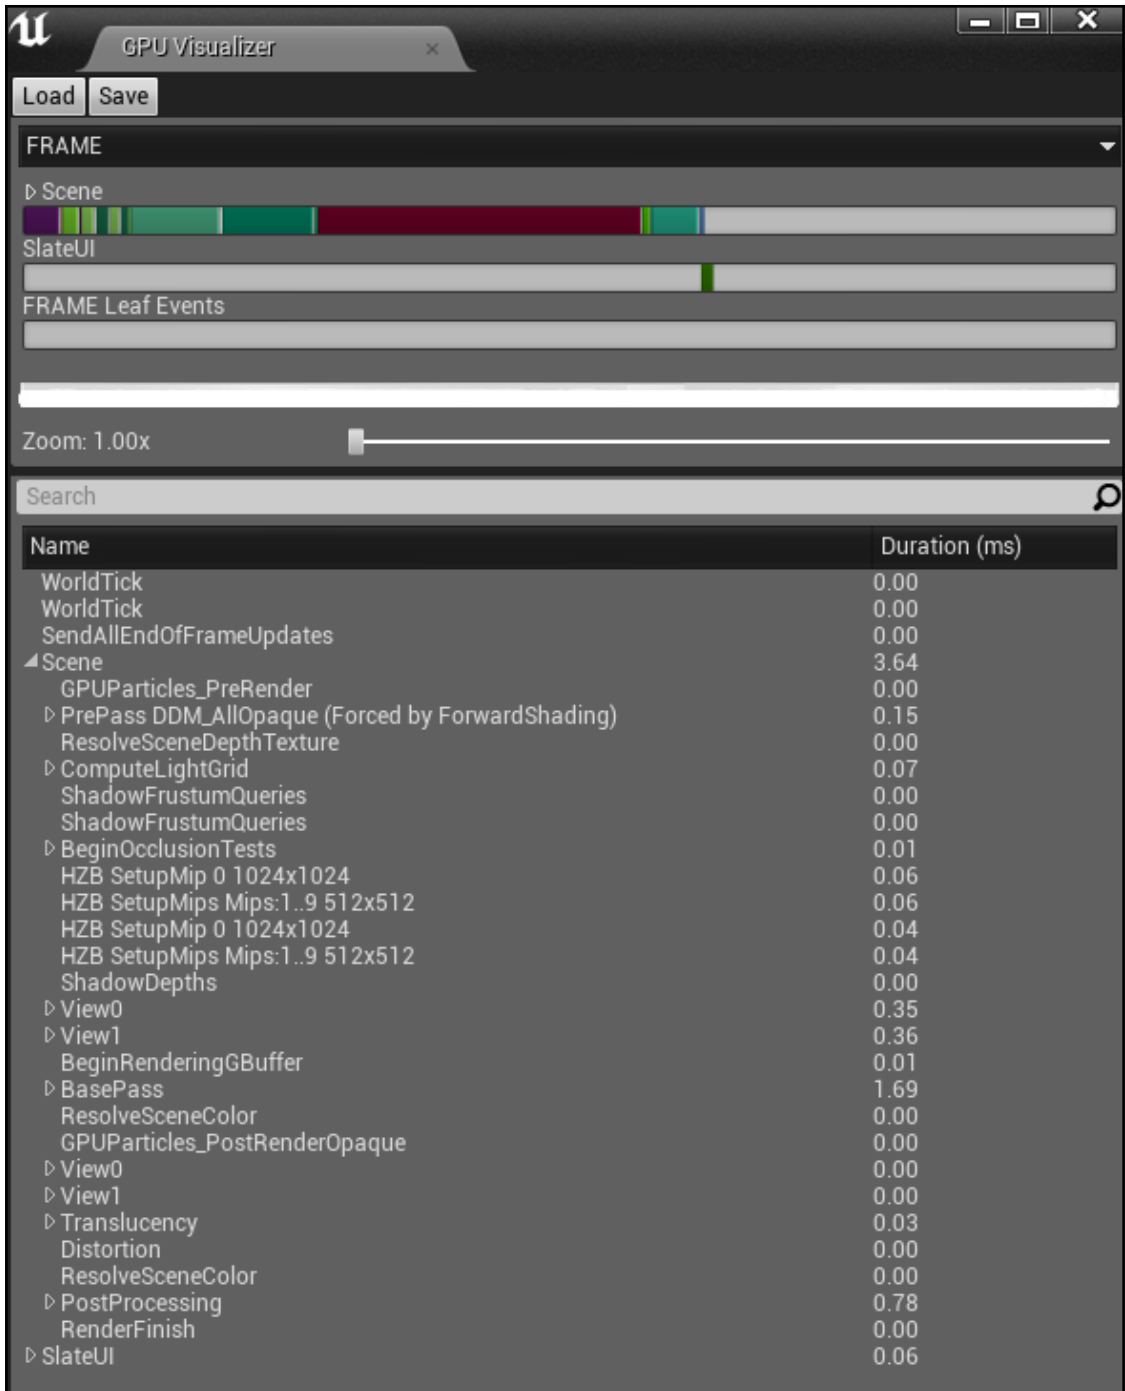 GPU Visualizer
Load Save
FRAME
Scene
SlateUI
FRAME Leaf Events
Zoom: 1.00x
Search
Name Duration (ms)
WorldTick 0.00
WorldTick 0.00
SendAllEndOfFrameUpdates 0.00
Scene 3.64
GPUParticles_PreRender 0.00
PrePass DDM_AllOpaque (Forced by ForwardShading) 0.15
ResolveSceneDepthTexture 0.00
ComputeLightGrid 0.07
ShadowFrustumQueries 0.00
ShadowFrustumQueries 0.00
BeginOcclusionTests 0.01
HZB SetupMip 0 1024x1024 0.06
HZB SetupMips Mips:1..9 512x512 0.06
HZB SetupMip 0 1024x1024 0.04
HZB SetupMips Mips:1..9 512x512 0.04
ShadowDepths 0.00
View0 0.35
View1 0.36
BeginRenderingGBuffer 0.01
BasePass 1.69
ResolveSceneColor 0.00
GPUParticles_PostRenderOpaque 0.00
View0 0.00
View1 0.00
Translucency 0.03
Distortion 0.00
ResolveSceneColor 0.00
PostProcessing 0.78
RenderFinish 0.00
SlateUI 0.06